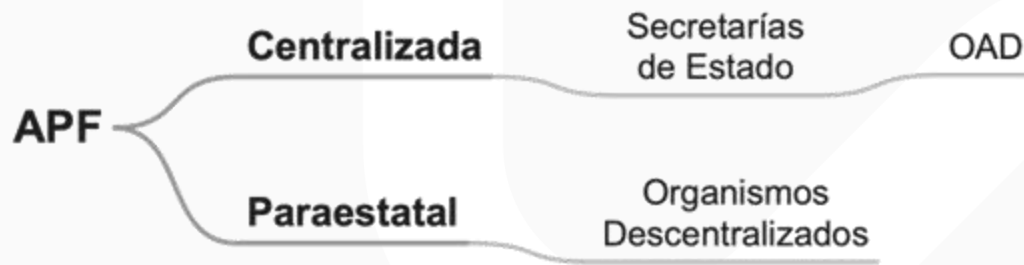 Centralizada
Secretarías
de Estado
OAD
APF
Paraestatal
Organismos
Descentralizados